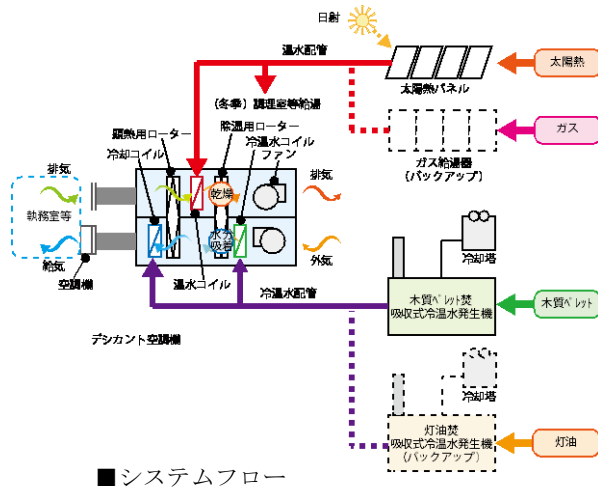 日射
温水配管
太陽熱
太陽熱パネル
(冬季)調理室等給湯
ガス
顕熱用ローター
除湿用ローター
冷却コイル
冷温水コイル
ファン
ガス給湯器
(バックアップ)
排気
排気
乾燥
執務室等
水分
吸着
給気
外気
空調機
温水コイル
冷温水配管
冷却塔
木質ペレット焚
吸収式冷温水発生機
木質ペレット
デシカント空調機
冷却塔
灯油焚
吸収式冷温水発生機
(バックアップ)
灯油
■システムフロー